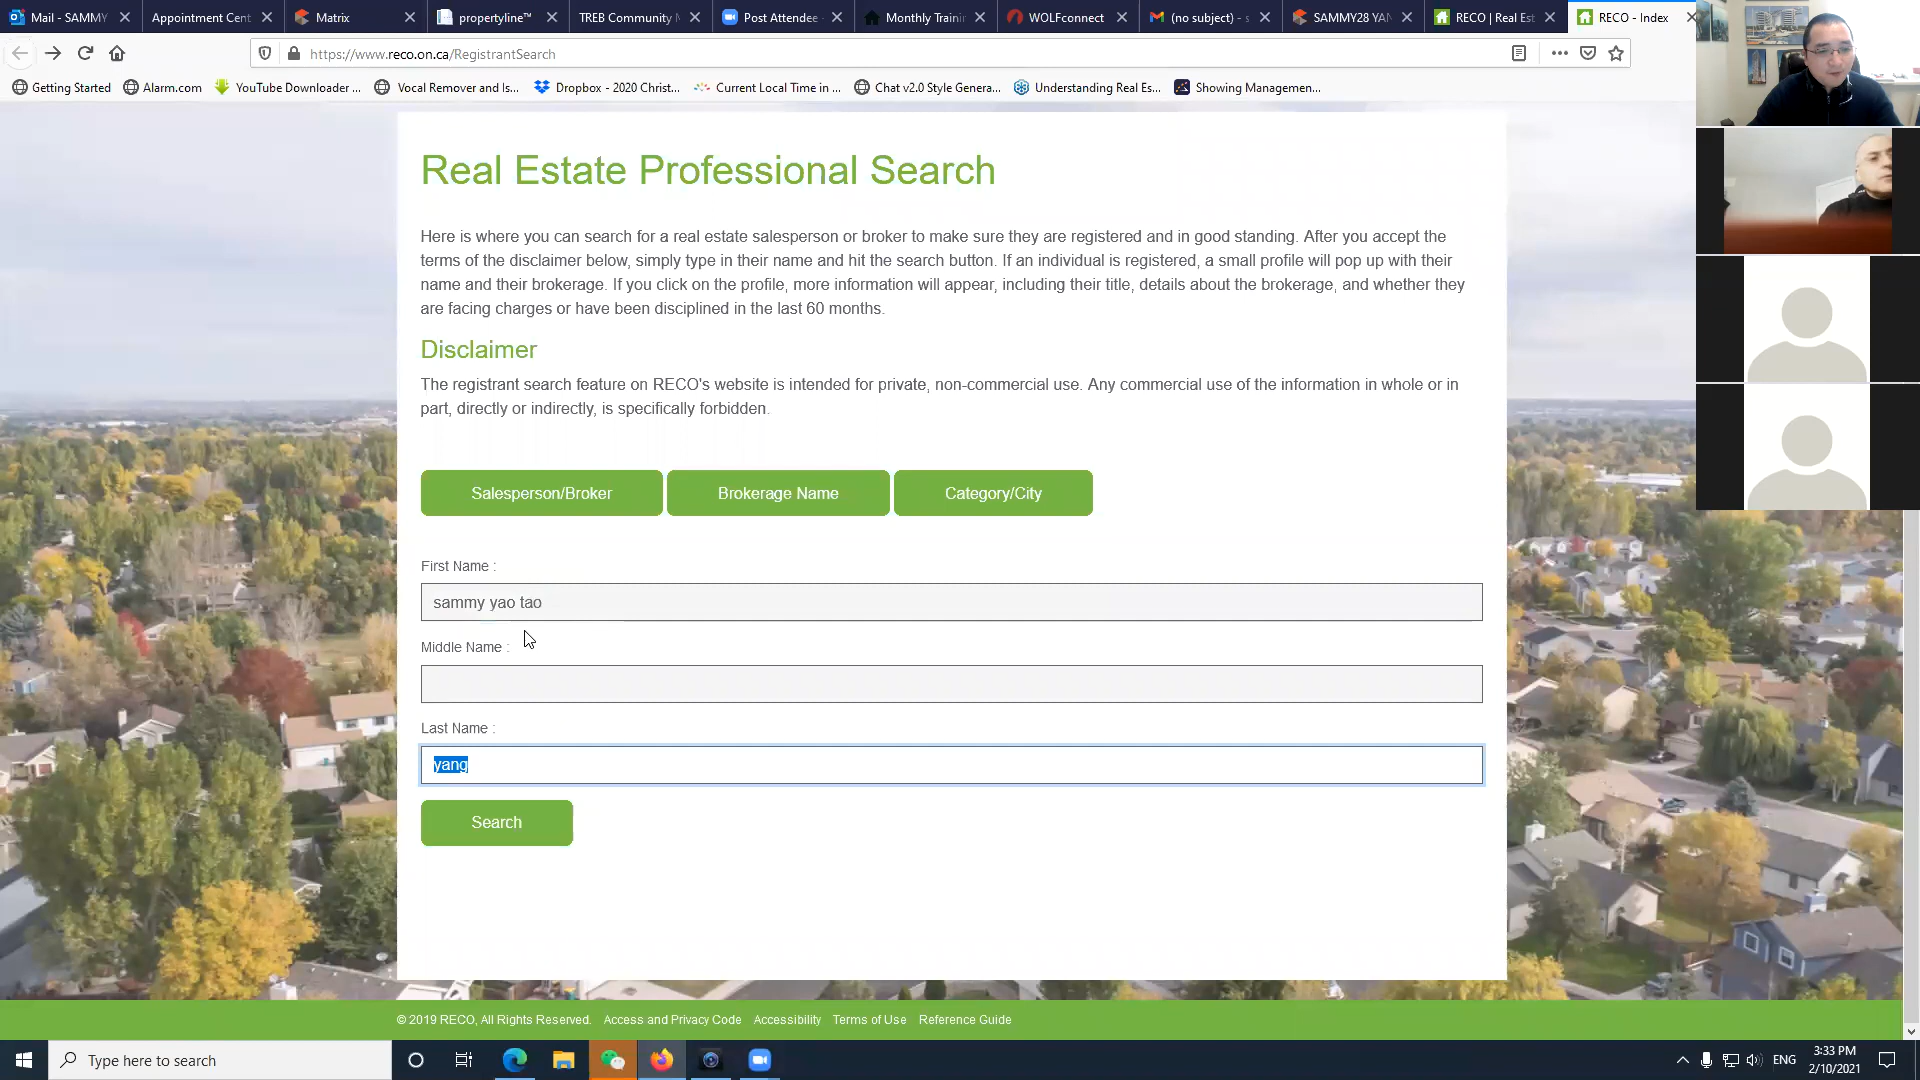 Mail - SAMMY
Appointment Cent
Matrix
propertyline™
TREB Community
Post Attendee -
Monthly Trainin
WOLFconnect
(no subject) - s
SAMMY28 YAN
RECO | Real Est
RECO - Index
https://www.reco.on.ca/RegistrantSearch
Getting Started
Alarm.com
YouTube Downloader ...
Vocal Remover and Is...
Dropbox - 2020 Christ...
Current Local Time in ...
Chat v2.0 Style Genera...
Understanding Real Es...
Showing Managemen...
Real Estate Professional Search
Here is where you can search for a real estate salesperson or broker to make sure they are registered and in good standing. After you accept the
terms of the disclaimer below, simply type in their name and hit the search button. If an individual is registered, a small profile will pop up with their
name and their brokerage. If you click on the profile, more information will appear, including their title, details about the brokerage, and whether they
are facing charges or have been disciplined in the last 60 months.
Disclaimer
The registrant search feature on RECO's website is intended for private, non-commercial use. Any commercial use of the information in whole or in
part, directly or indirectly, is specifically forbidden.
Salesperson/Broker
Brokerage Name
Category/City
First Name :
sammy yao tao
Middle Name :
Last Name :
yang
Search
© 2019 RECO, All Rights Reserved. Access and Privacy Code Accessibility Terms of Use Reference Guide
Type here to search
ENG
3:33 PM
2/10/2021